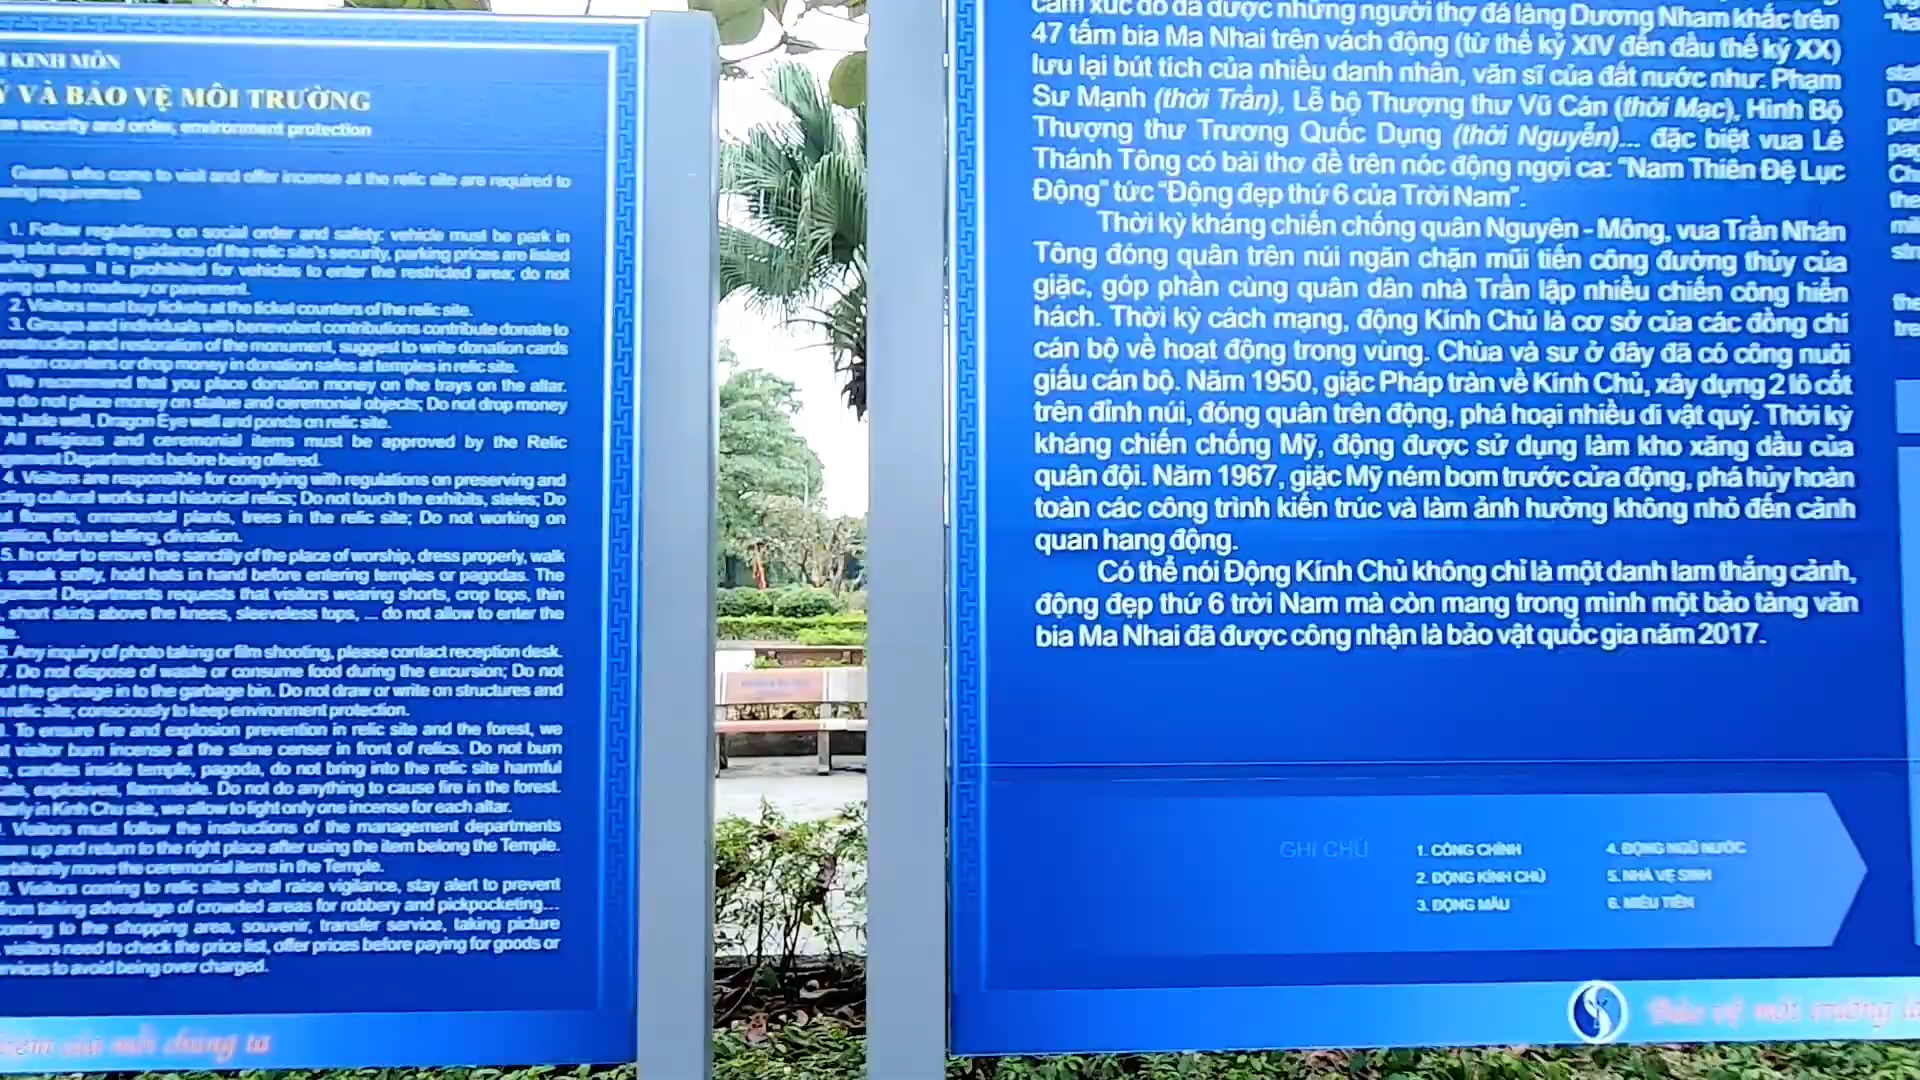 KINH MÔN
VÀ BẢO VỆ MÔI TRƯỜNG
security and order, environment protection
Guests who come to visit and offer incense at the relic site are required to
requirements
1. Follow regulations on social order and safety; vehicle must be park in
slot under the guidance of the relic site's security, parking prices are listed
area. It is prohibited for vehicles to enter the restricted area; do not
on the roadway or pavement.
2. Visitors must buy tickets at the ticket counters of the relic site.
3. Groups and individuals with benevolent contributions contribute donate to
and restoration of the monument, suggest to write donation cards
counters or drop money in donation safes at temples in relic site.
We recommend that you place donation money on the trays on the altar.
do not place money on statue and ceremonial objects; Do not drop money
Jade well, Dragon Eye well and ponds on relic site.
All religious and ceremonial items must be approved by the Relic
Departments before being offered.
4. Visitors are responsible for complying with regulations on preserving and
cultural works and historical relics; Do not touch the exhibits, steles; Do
flowers, ornamental plants, trees in the relic site; Do not working on
fortune telling, divination.
5. In order to ensure the sanctity of the place of worship, dress properly, walk
speak softly, hold hats in hand before entering temples or pagodas. The
Departments requests that visitors wearing shorts, crop tops, thin
short skirts above the knees, sleeveless tops, ... do not allow to enter the
Any inquiry of photo taking or film shooting, please contact reception desk.
Do not dispose of waste or consume food during the excursion; Do not
the garbage in to the garbage bin. Do not draw or write on structures and
relic site; consciously to keep environment protection.
To ensure fire and explosion prevention in relic site and the forest, we
visitor burn incense at the stone censer in front of relics. Do not burn
candles inside temple, pagoda, do not bring into the relic site harmful
explosives, flammable. Do not do anything to cause fire in the forest.
in Kinh Chu site, we allow to light only one incense for each altar.
Visitors must follow the instructions of the management departments
up and return to the right place after using the item belong the Temple.
arbitrarily move the ceremonial items in the Temple.
Visitors coming to relic sites shall raise vigilance, stay alert to prevent
from taking advantage of crowded areas for robbery and pickpocketing...
coming to the shopping area, souvenir, transfer service, taking picture
visitors need to check the price list, offer prices before paying for goods or
services to avoid being over charged.
của mỗi chúng ta
cảm xúc đó đã được những người thợ đá làng Dương Nham khắc trên
47 tấm bia Ma Nhai trên vách động (từ thế kỷ XIV đến đầu thế kỷ XX)
lưu lại bút tích của nhiều danh nhân, văn sĩ của đất nước như: Phạm
Sư Mạnh (thời Trần), Lễ bộ Thượng thư Vũ Cán (thời Mạc), Hình Bộ
Thượng thư Trương Quốc Dụng (thời Nguyễn)... đặc biệt vua Lê
Thánh Tông có bài thơ đề trên nóc động ngợi ca: "Nam Thiên Đệ Lục
Động" tức "Động đẹp thứ 6 của Trời Nam".
Thời kỳ kháng chiến chống quân Nguyên - Mông, vua Trần Nhân
Tông đóng quân trên núi ngăn chặn mũi tiến công đường thủy của
giặc, góp phần cùng quân dân nhà Trần lập nhiều chiến công hiển
hách. Thời kỳ cách mạng, động Kính Chủ là cơ sở của các đồng chí
cán bộ về hoạt động trong vùng. Chùa và sư ở đây đã có công nuôi
giấu cán bộ. Năm 1950, giặc Pháp tràn về Kính Chủ, xây dựng 2 lô cốt
trên đỉnh núi, đóng quân trên động, phá hoại nhiều di vật quý. Thời kỳ
kháng chiến chống Mỹ, động được sử dụng làm kho xăng dầu của
quân đội. Năm 1967, giặc Mỹ ném bom trước cửa động, phá hủy hoàn
toàn các công trình kiến trúc và làm ảnh hưởng không nhỏ đến cảnh
quan hang động.
Có thể nói Động Kính Chủ không chỉ là một danh lam thắng cảnh,
động đẹp thứ 6 trời Nam mà còn mang trong mình một bảo tàng văn
bia Ma Nhai đã được công nhận là bảo vật quốc gia năm 2017.
GHI CHÚ
1. CỔNG CHÍNH
2. ĐỘNG KÍNH CHỦ
3. ĐỘNG MẪU
4. ĐỘNG NGŨ NƯỚC
5. NHÀ VỆ SINH
6. MIẾU TIÊN
Bảo vệ môi trường là